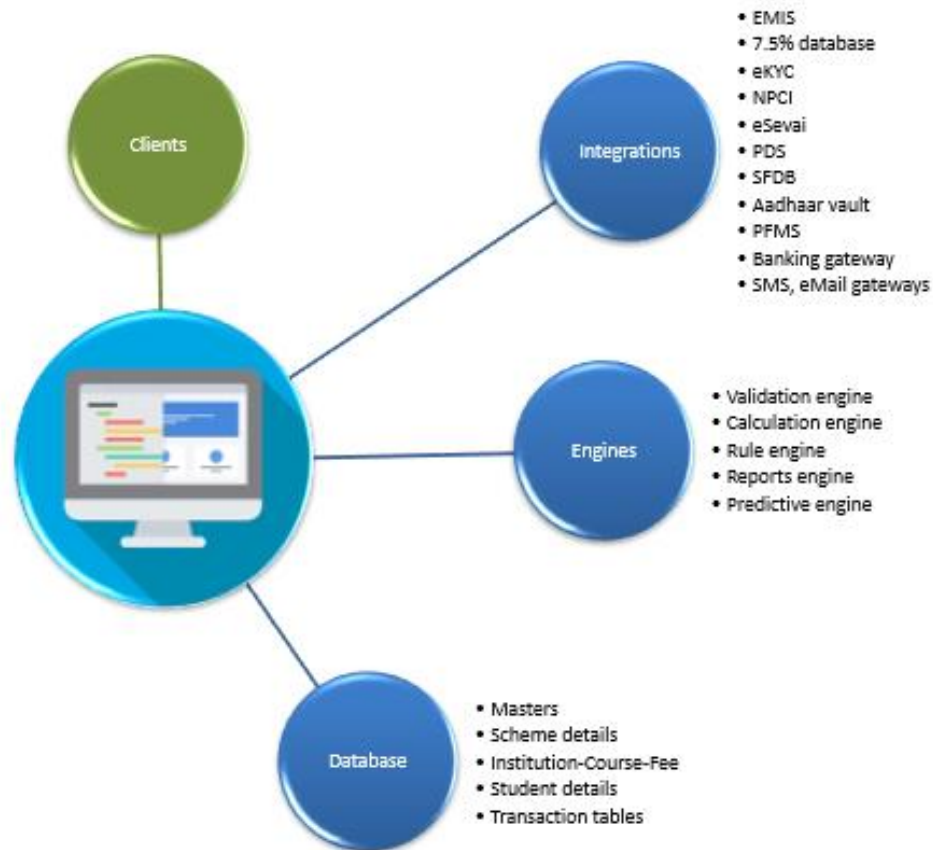 Clients
Integrations
• EMIS
• 7.5% database
• eKYC
• NPCI
• eSevai
• PDS
• SFDB
• Aadhaar vault
• PFMS
• Banking gateway
• SMS, eMail gateways
Engines
• Validation engine
• Calculation engine
• Rule engine
• Reports engine
• Predictive engine
Database
• Masters
• Scheme details
• Institution-Course-Fee
• Student details
• Transaction tables